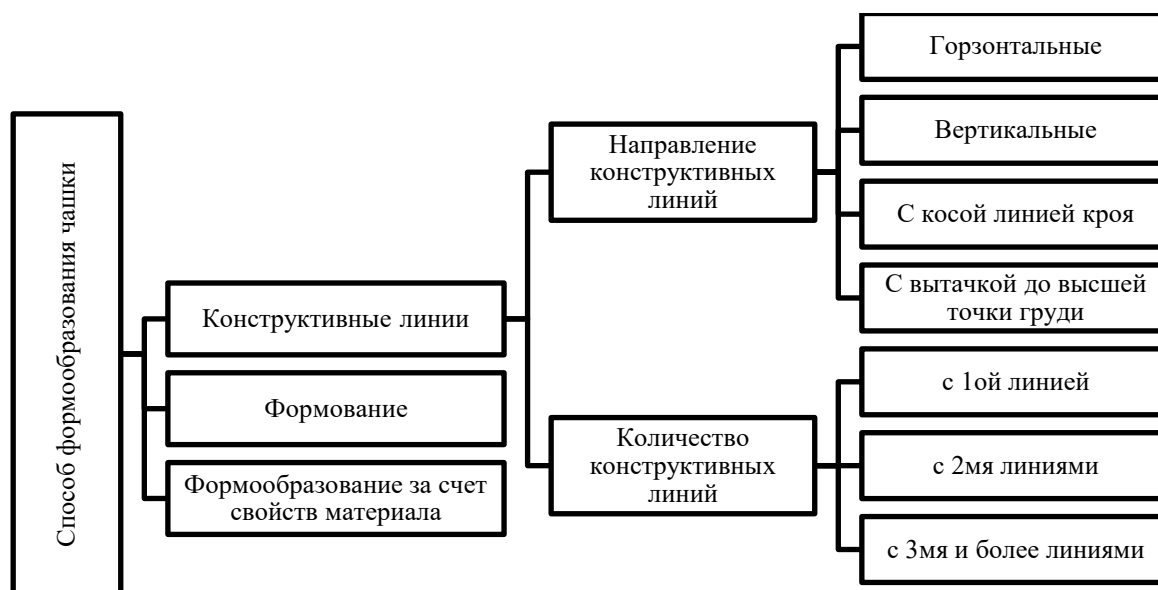 Способ формообразования чашки
Конструктивные линии
Формование
Формообразование за счет
свойств материала
Направление
конструктивных
линий
Количество
конструктивных
линий
Горзонтальные
Вертикальные
С косой линией кроя
С вытачкой до высшей
точки груди
с 1ой линией
с 2мя линиями
с 3мя и более линиями